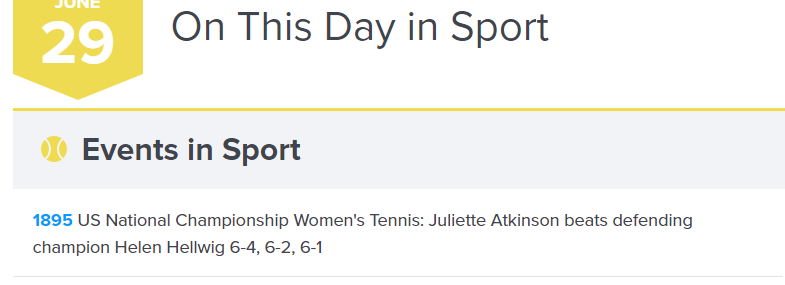 JUNE
29
On This Day in Sport
Events in Sport
1895 US National Championship Women's Tennis: Juliette Atkinson beats defending
champion Helen Hellwig 6-4, 6-2, 6-1